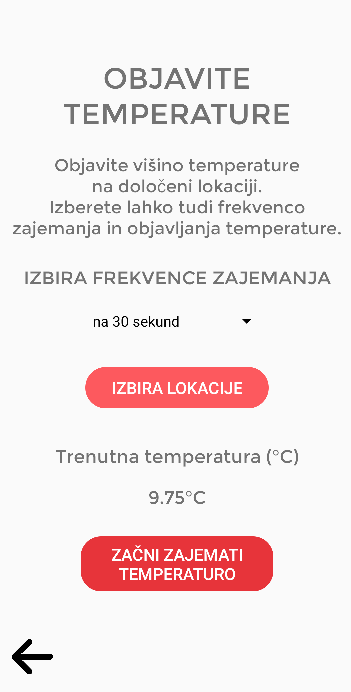 OBJAVITE
TEMPERATURE
Objavite višino temperature
na določeni lokaciji.
Izberete lahko tudi frekvenco
zajemanja in objavljanja temperature.
IZBIRA FREKVENCE ZAJEMANJA
na 30 sekund
IZBIRA LOKACIJE
Trenutna temperatura (°C)
9.75°C
ZAČNI ZAJEMATI
TEMPERATURO